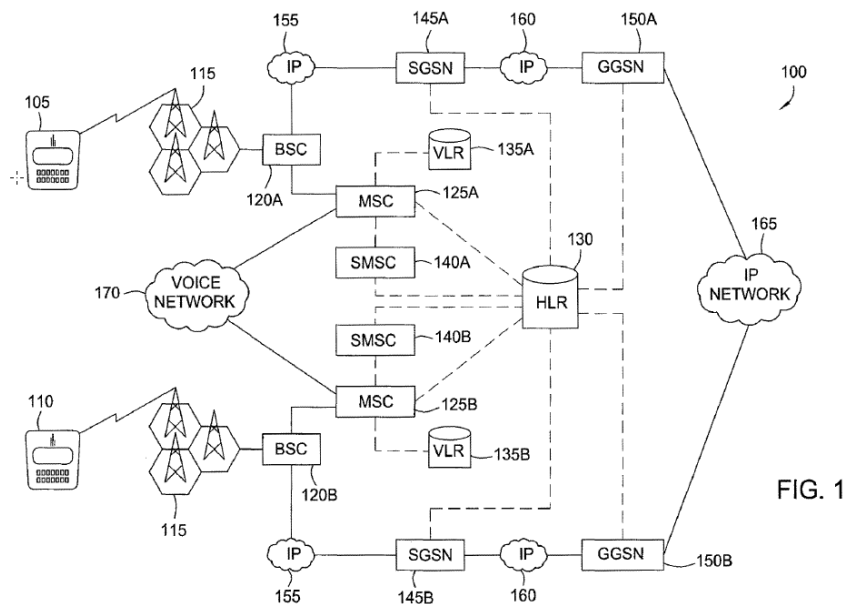 155
145A
160
150A
IP
SGSN
IP
GGSN
100
115
105
BSC
VLR
135A
120A
MSC
125A
165
130
SMSC
140A
IP
NETWORK
170
VOICE
NETWORK
HLR
SMSC
140B
110
MSC
125B
BSC
VLR
135B
120B
115
FIG. 1
IP
SGSN
IP
GGSN
150B
155
145B
160